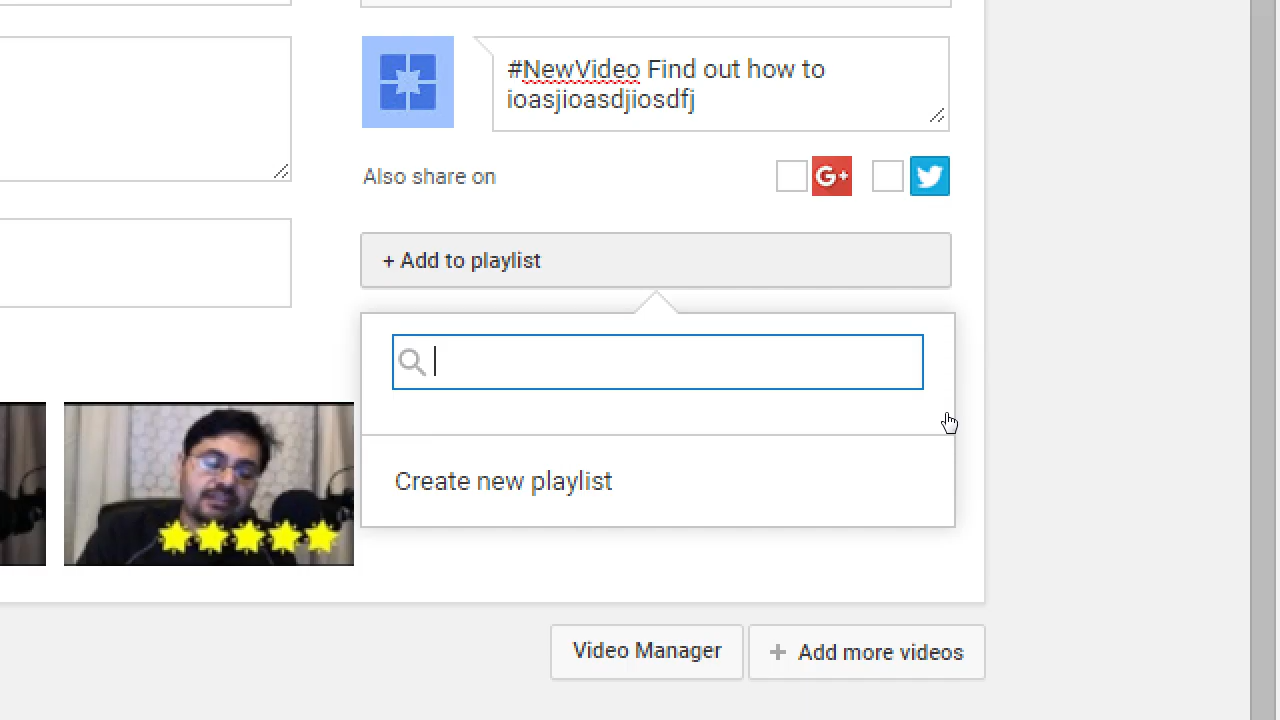 #NewVideo Find out how to
ioasjioasdjiosdfj
Also share on
G+
+ Add to playlist
Create new playlist
Video Manager
+ Add more videos